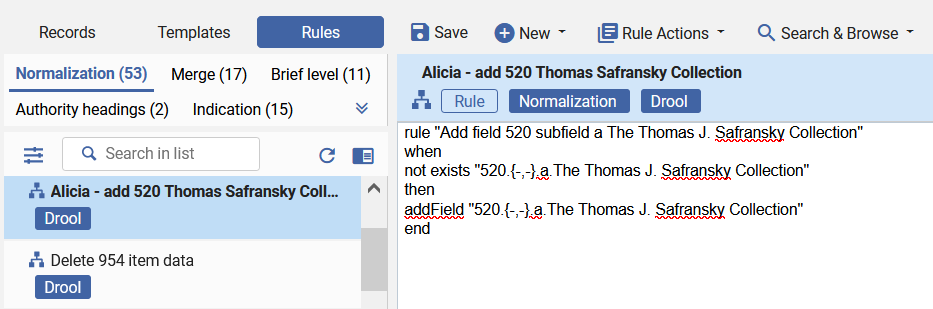 Records Templates Rules Save New Rule Actions Search & Browse
Normalization (53) Merge (17) Brief level (11)
Authority headings (2) Indication (15)
Search in list
Alicia - add 520 Thomas Safransky Coll...
Drool
Delete 954 item data
Drool
Alicia - add 520 Thomas Safransky Collection
Rule Normalization Drool
rule "Add field 520 subfield a The Thomas J. Safransky Collection"
when
not exists "520.{-,-}.a.The Thomas J. Safransky Collection"
then
addField "520.{-,-}.a.The Thomas J. Safransky Collection"
end